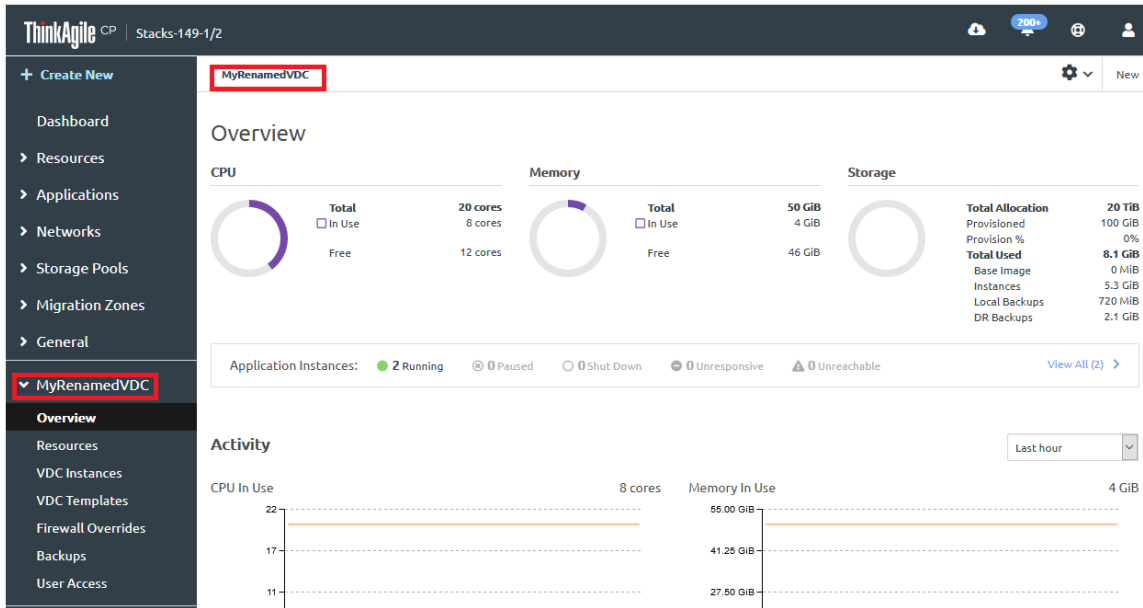 ThinkAgile CP | Stacks-149-1/2
200+
+ Create New
Dashboard
Resources
Applications
Networks
Storage Pools
Migration Zones
General
MyRenamedVDC
Overview
Resources
VDC Instances
VDC Templates
Firewall Overrides
Backups
User Access
MyRenamedVDC
New
Overview
CPU
Total 20 cores
In Use 8 cores
Free 12 cores
Memory
Total 50 GiB
In Use 4 GiB
Free 46 GiB
Storage
Total Allocation 20 TiB
Provisioned 100 GiB
Provision % 0%
Total Used 8.1 GiB
Base Image 0 MiB
Instances 5.3 GiB
Local Backups 720 MiB
DR Backups 2.1 GiB
Application Instances: 2 Running 0 Paused 0 Shut Down 0 Unresponsive 0 Unreachable View All (2)
Activity
Last hour
CPU In Use 8 cores
22
17
11
Memory In Use 4 GiB
55.00 GiB
41.25 GiB
27.50 GiB